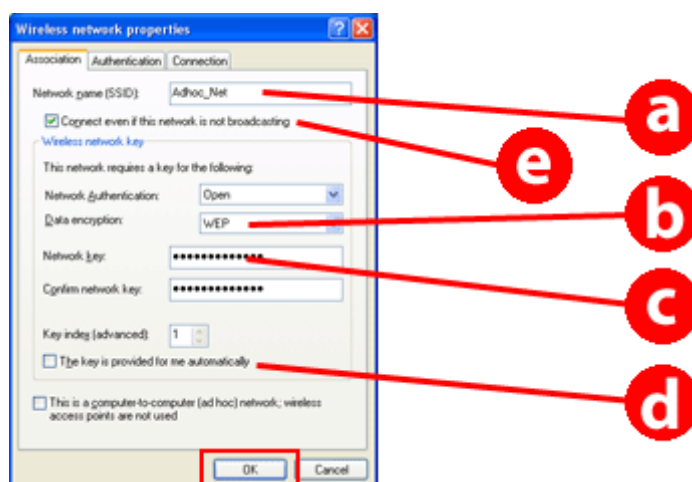 Wireless network properties
Association Authentication Connection
Network name (SSID): Adhoc_Net
a
Connect even if this network is not broadcasting
e
Wireless network key
This network requires a key for the following:
Network Authentication: Open
Data encryption: WEP
b
Network key: •••••••••••••
c
Confirm network key: •••••••••••••
Key index (advanced): 1
The key is provided for me automatically
d
This is a computer-to-computer (ad hoc) network; wireless
access points are not used
OK Cancel